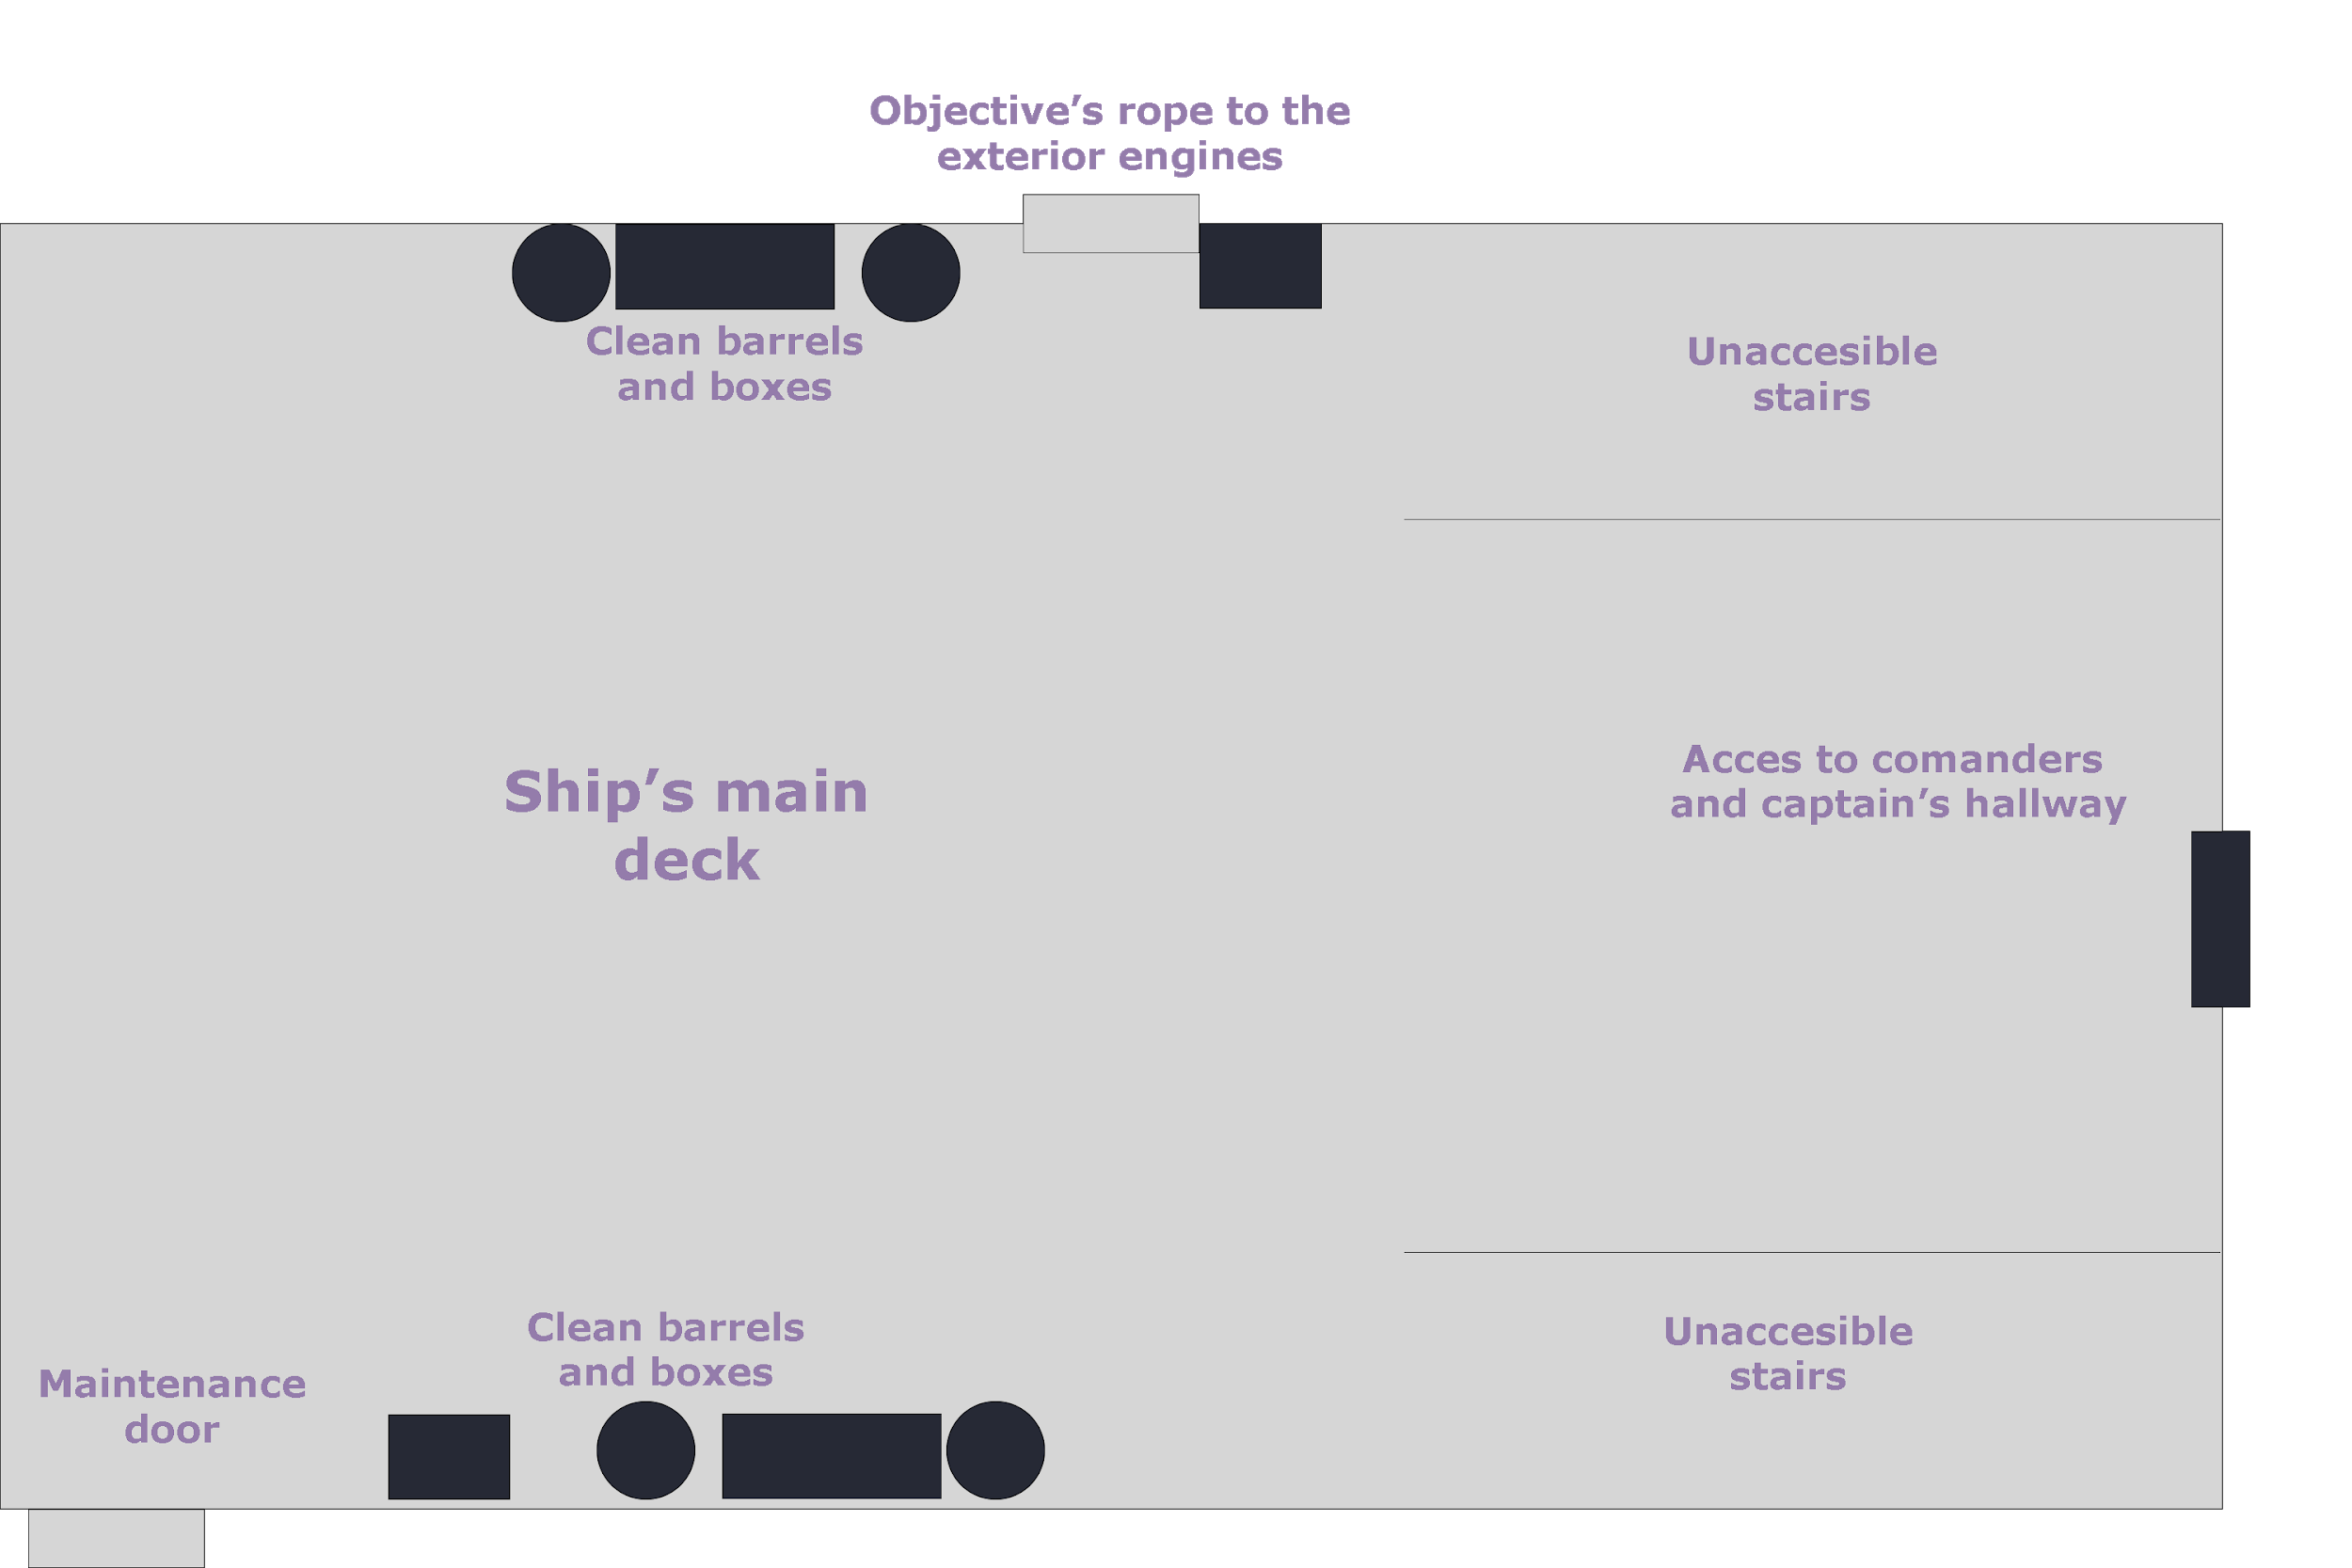 Objective’s rope to the
exterior engines
Clean barrels
and boxes
Unaccesible
stairs
Ship’s main
deck
Acces to comanders
and captain’s hallway
Clean barrels
and boxes
Unaccesible
stairs
Maintenance
door